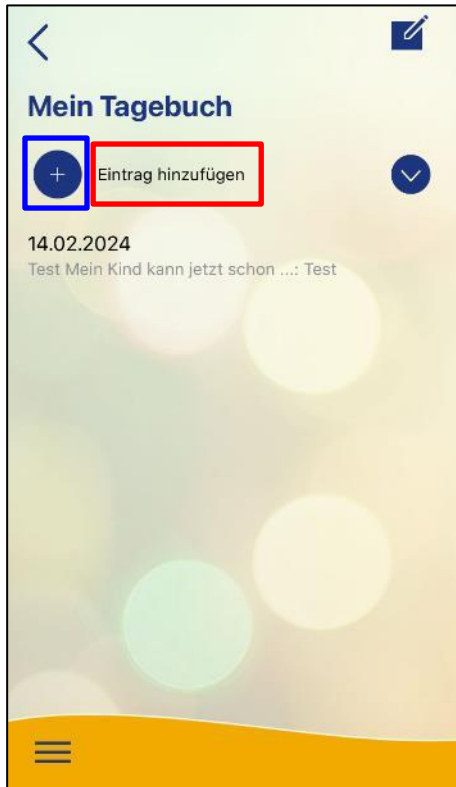 Mein Tagebuch
Eintrag hinzufügen
14.02.2024
Test Mein Kind kann jetzt schon ...: Test